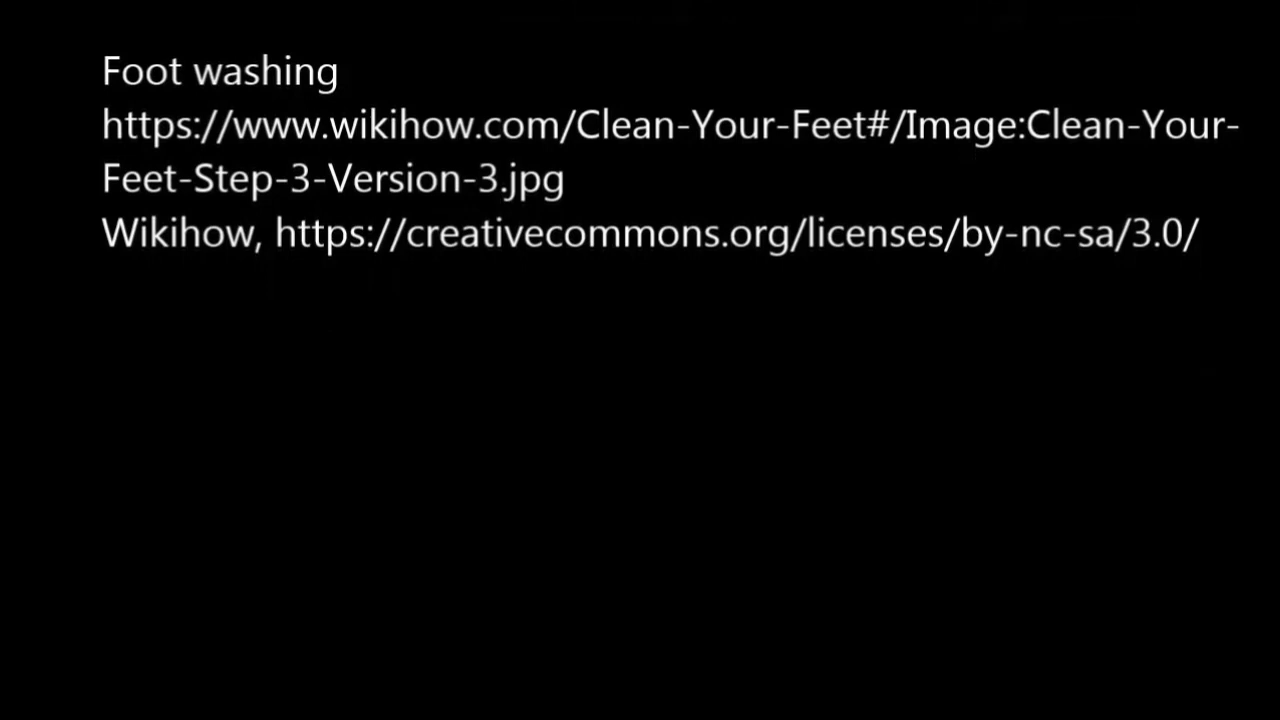 Foot washing
https://www.wikihow.com/Clean-Your-Feet#/Image:Clean-Your-
Feet-Step-3-Version-3.jpg
Wikihow, https://creativecommons.org/licenses/by-nc-sa/3.0/